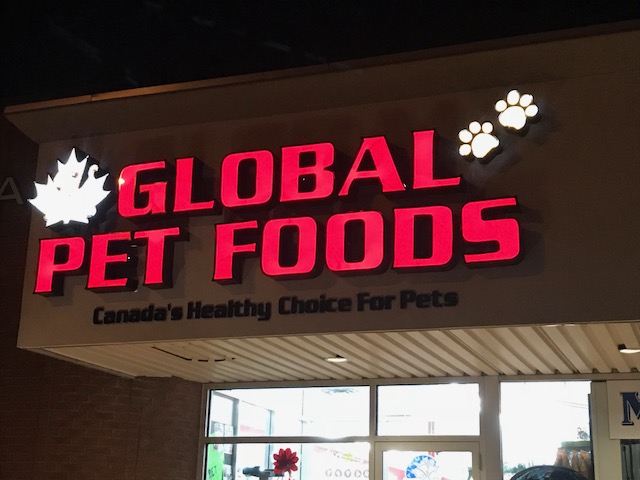 GLOBAL
PET FOODS
Canada's Healthy Choice For Pets